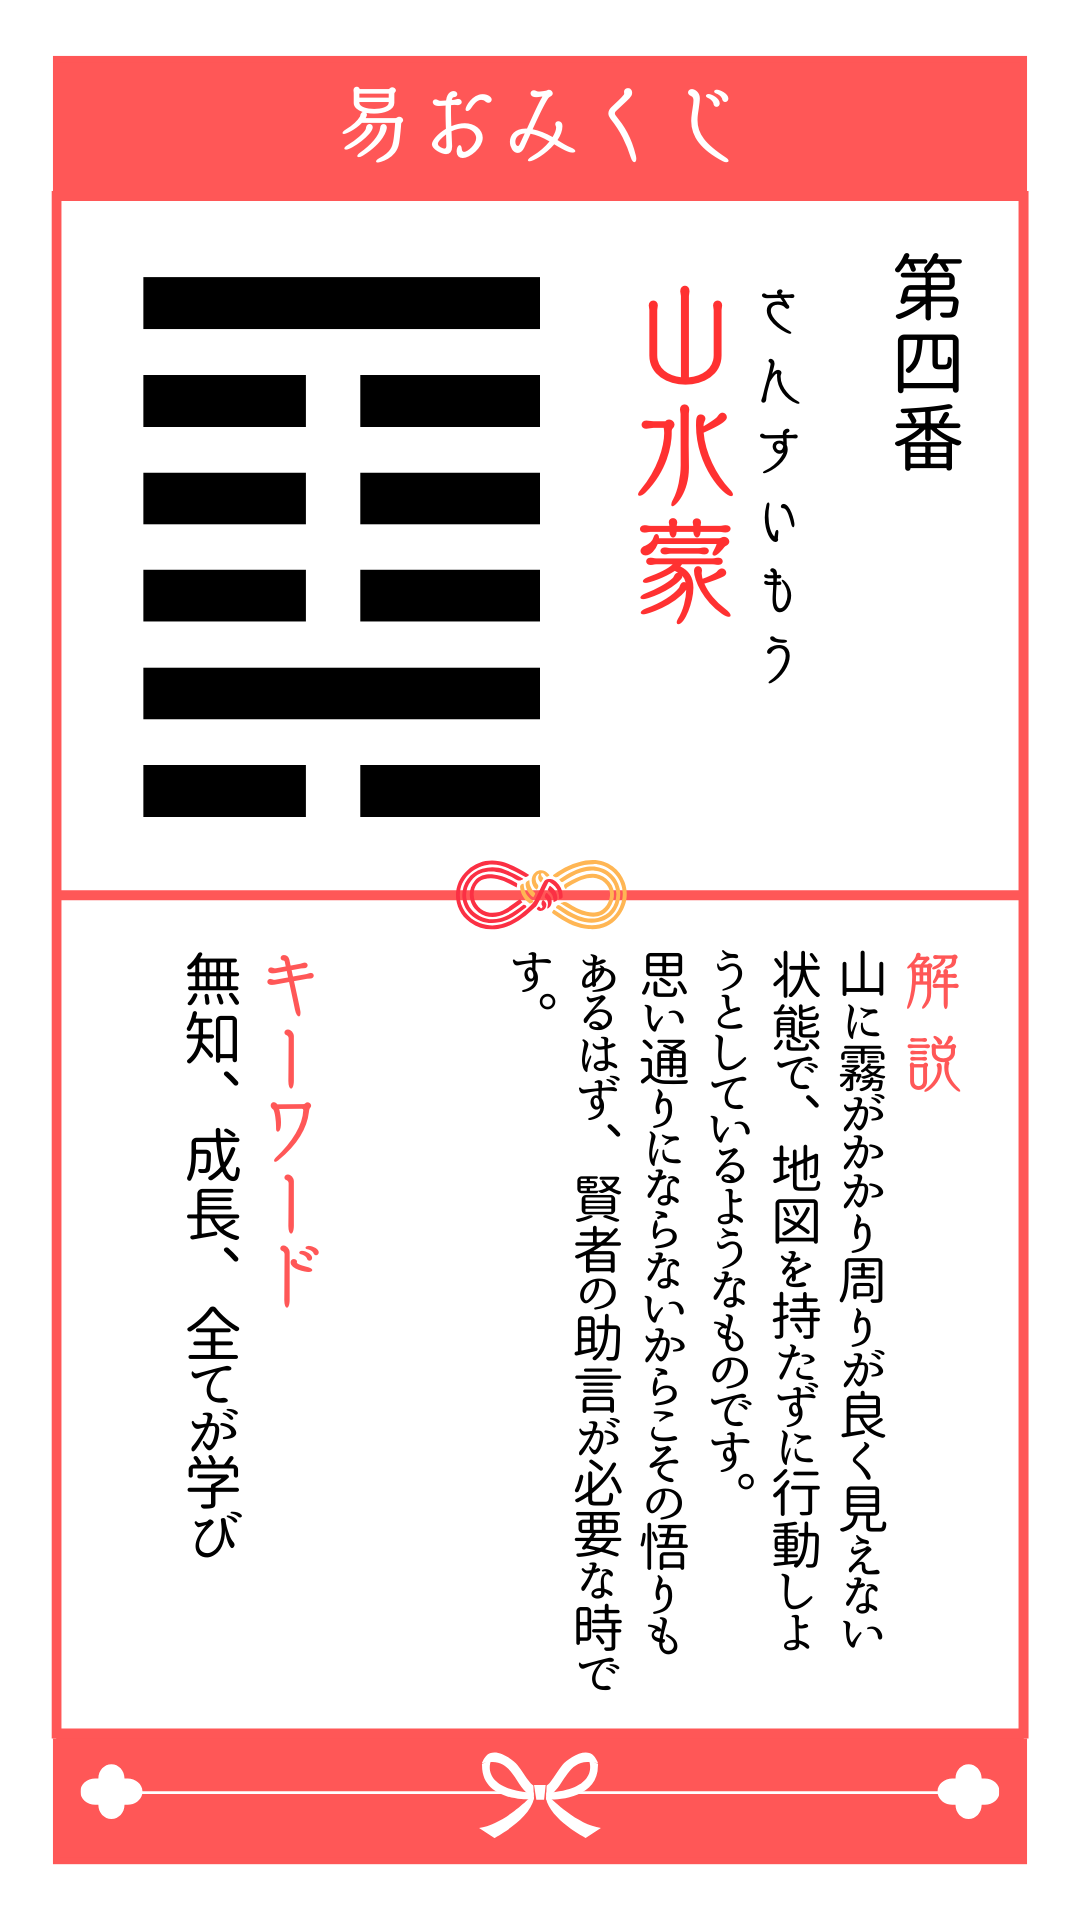 易おみくじ
第四番
さんすいもう
山水蒙
解説
山に霧がかかり周りが良く見えない
状態で、地図を持たずに行動しよ
うとしているようなものです。
思い通りにならないからこその悟りも
あるはず、賢者の助言が必要な時で
す。
キーワード
無知、成長、全てが学び